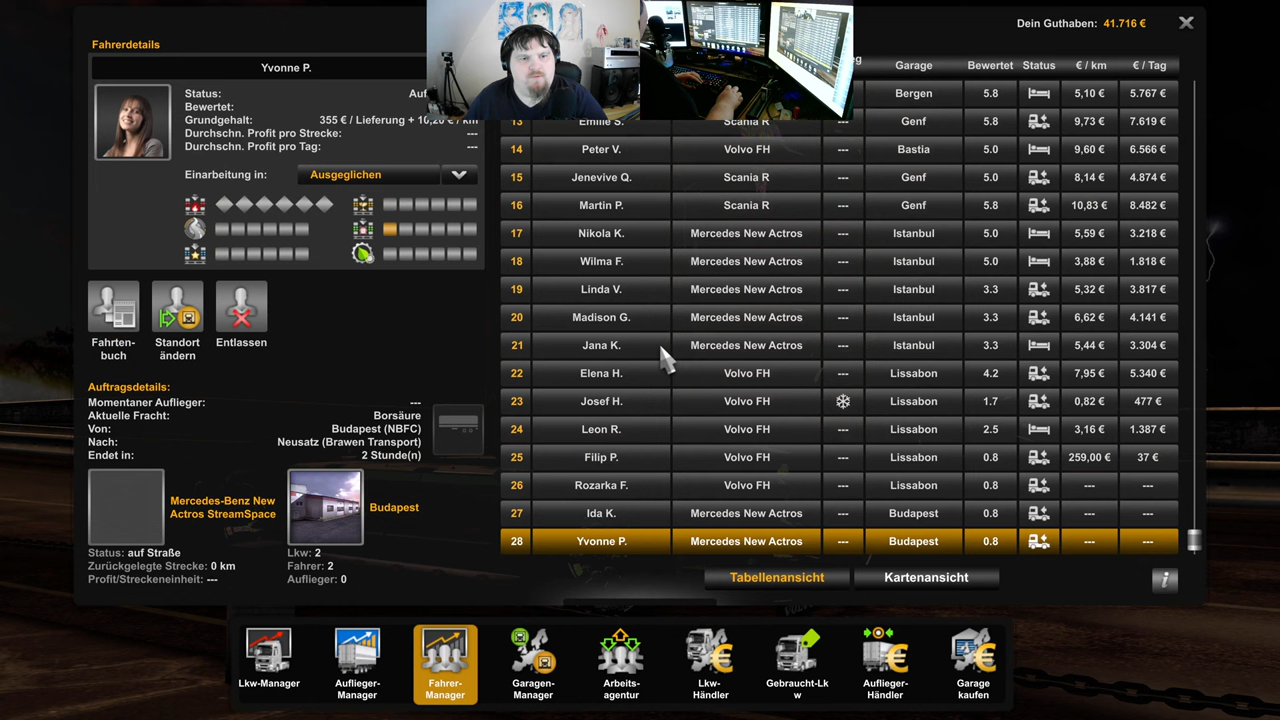 Dein Guthaben: 41.716 €
Fahrerdetails
Yvonne P.
Status:
Bewertet:
Grundgehalt: 355 € / Lieferung + 10,20 € / km
Durchschn. Profit pro Strecke: ---
Durchschn. Profit pro Tag: ---
Einarbeitung in: Ausgeglichen
Fahrten-
buch
Standort
ändern
Entlassen
Auftragsdetails:
Momentaner Auflieger: ---
Aktuelle Fracht: Borsäure
Von: Budapest (NBFC)
Nach: Neusatz (Brawen Transport)
Endet in: 2 Stunde(n)
Mercedes-Benz New
Actros StreamSpace
Budapest
Status: auf Straße
Zurückgelegte Strecke: 0 km
Profit/Streckeneinheit: ---
Lkw: 2
Fahrer: 2
Auflieger: 0
Garage Bewertet Status € / km € / Tag
Bergen 5.8 5,10 € 5.767 €
13 Emilie S. Scania R --- Genf 5.8 9,73 € 7.619 €
14 Peter V. Volvo FH --- Bastia 5.0 9,60 € 6.566 €
15 Jenevive Q. Scania R --- Genf 5.0 8,14 € 4.874 €
16 Martin P. Scania R --- Genf 5.8 10,83 € 8.482 €
17 Nikola K. Mercedes New Actros --- Istanbul 5.0 5,59 € 3.218 €
18 Wilma F. Mercedes New Actros --- Istanbul 5.0 3,88 € 1.818 €
19 Linda V. Mercedes New Actros --- Istanbul 3.3 5,32 € 3.817 €
20 Madison G. Mercedes New Actros --- Istanbul 3.3 6,62 € 4.141 €
21 Jana K. Mercedes New Actros --- Istanbul 3.3 5,44 € 3.304 €
22 Elena H. Volvo FH --- Lissabon 4.2 7,95 € 5.340 €
23 Josef H. Volvo FH Lissabon 1.7 0,82 € 477 €
24 Leon R. Volvo FH --- Lissabon 2.5 3,16 € 1.387 €
25 Filip P. Volvo FH --- Lissabon 0.8 259,00 € 37 €
26 Rozarka F. Volvo FH --- Lissabon 0.8 --- ---
27 Ida K. Mercedes New Actros --- Budapest 0.8 --- ---
28 Yvonne P. Mercedes New Actros --- Budapest 0.8 --- ---
Tabellenansicht
Kartenansicht
i
Lkw-Manager
Auflieger-
Manager
Fahrer-
Manager
Garagen-
Manager
Arbeits-
agentur
Lkw-
Händler
Gebraucht-Lk
w
Auflieger-
Händler
Garage
kaufen